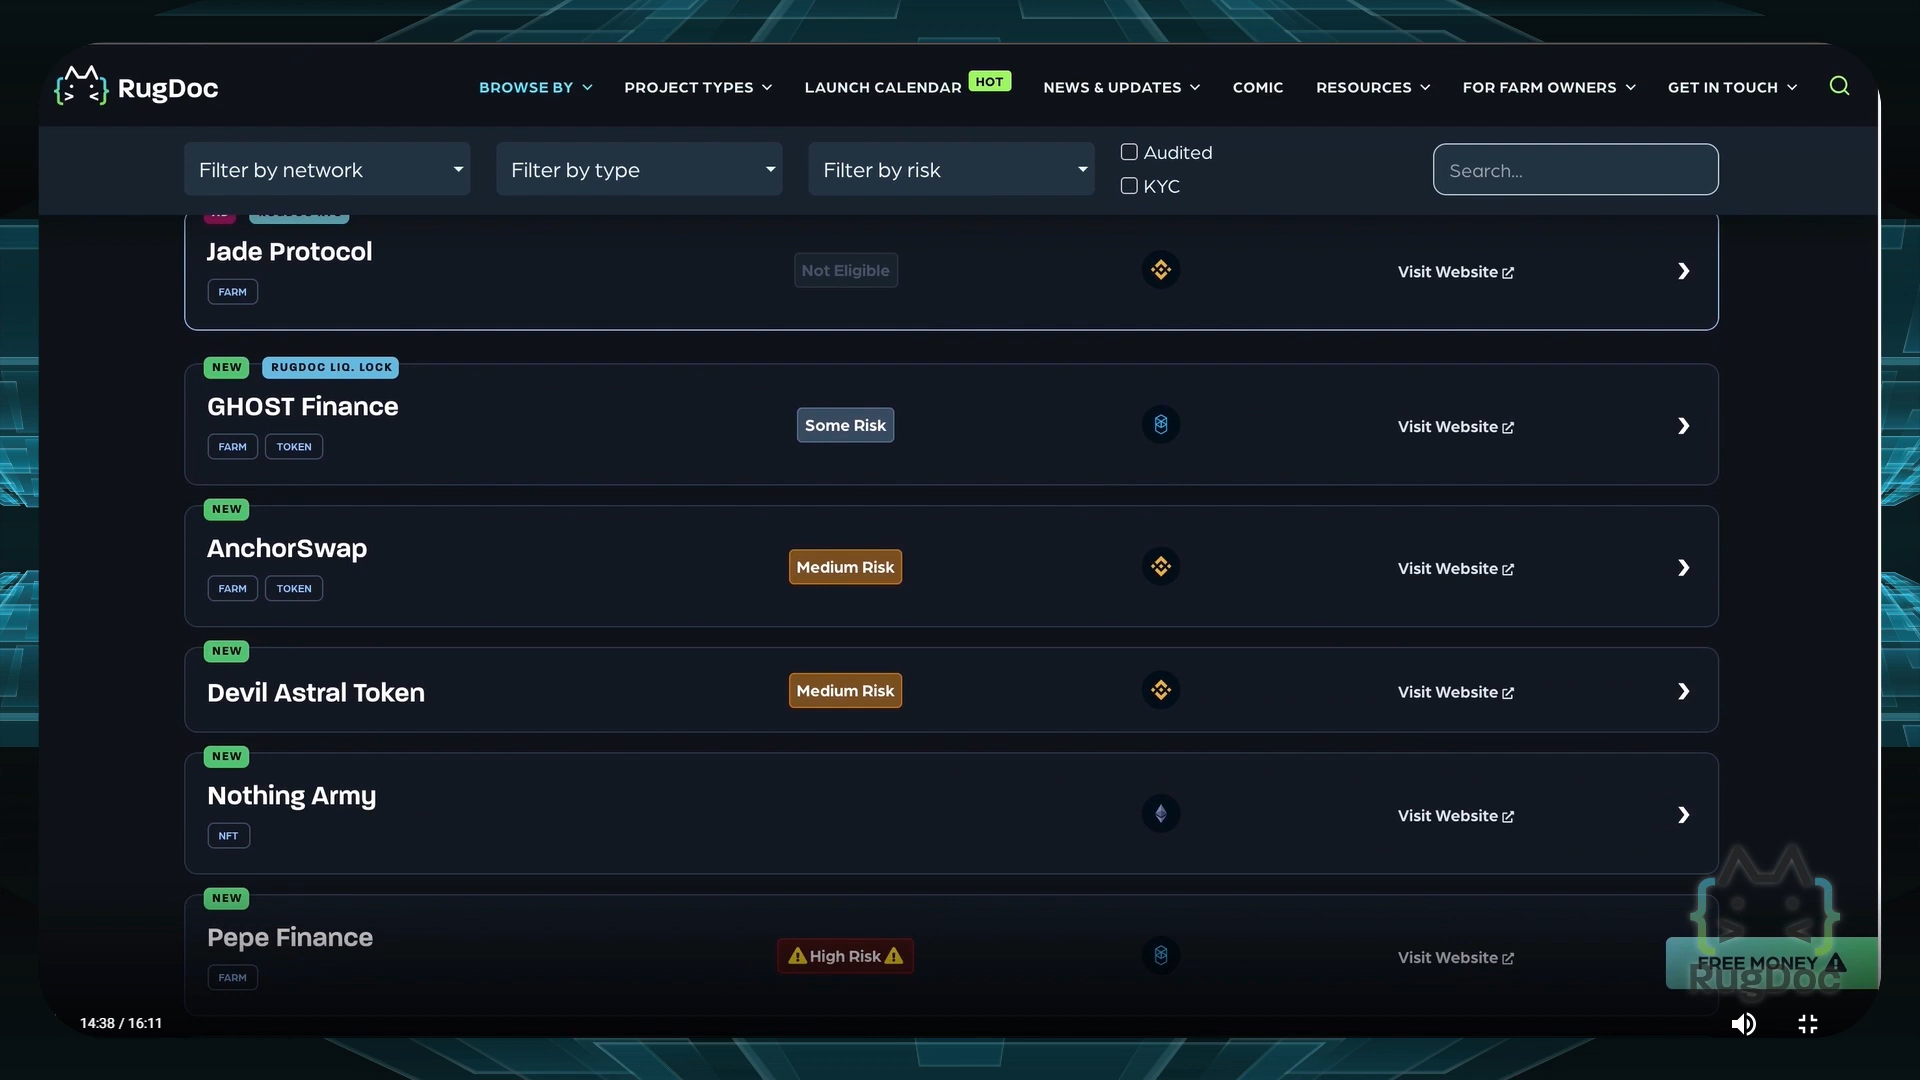 RugDoc
BROWSE BY
PROJECT TYPES
LAUNCH CALENDAR
HOT
NEWS & UPDATES
COMIC
RESOURCES
FOR FARM OWNERS
GET IN TOUCH
Filter by network
Filter by type
Filter by risk
Audited
KYC
Search...
Jade Protocol
FARM
Not Eligible
Visit Website
NEW
RUGDOC LIQ. LOCK
GHOST Finance
FARM
TOKEN
Some Risk
Visit Website
NEW
AnchorSwap
FARM
TOKEN
Medium Risk
Visit Website
NEW
Devil Astral Token
Medium Risk
Visit Website
NEW
Nothing Army
NFT
Visit Website
NEW
Pepe Finance
FARM
High Risk
Visit Website
FREE MONEY
RugDoc
14:38 / 16:11